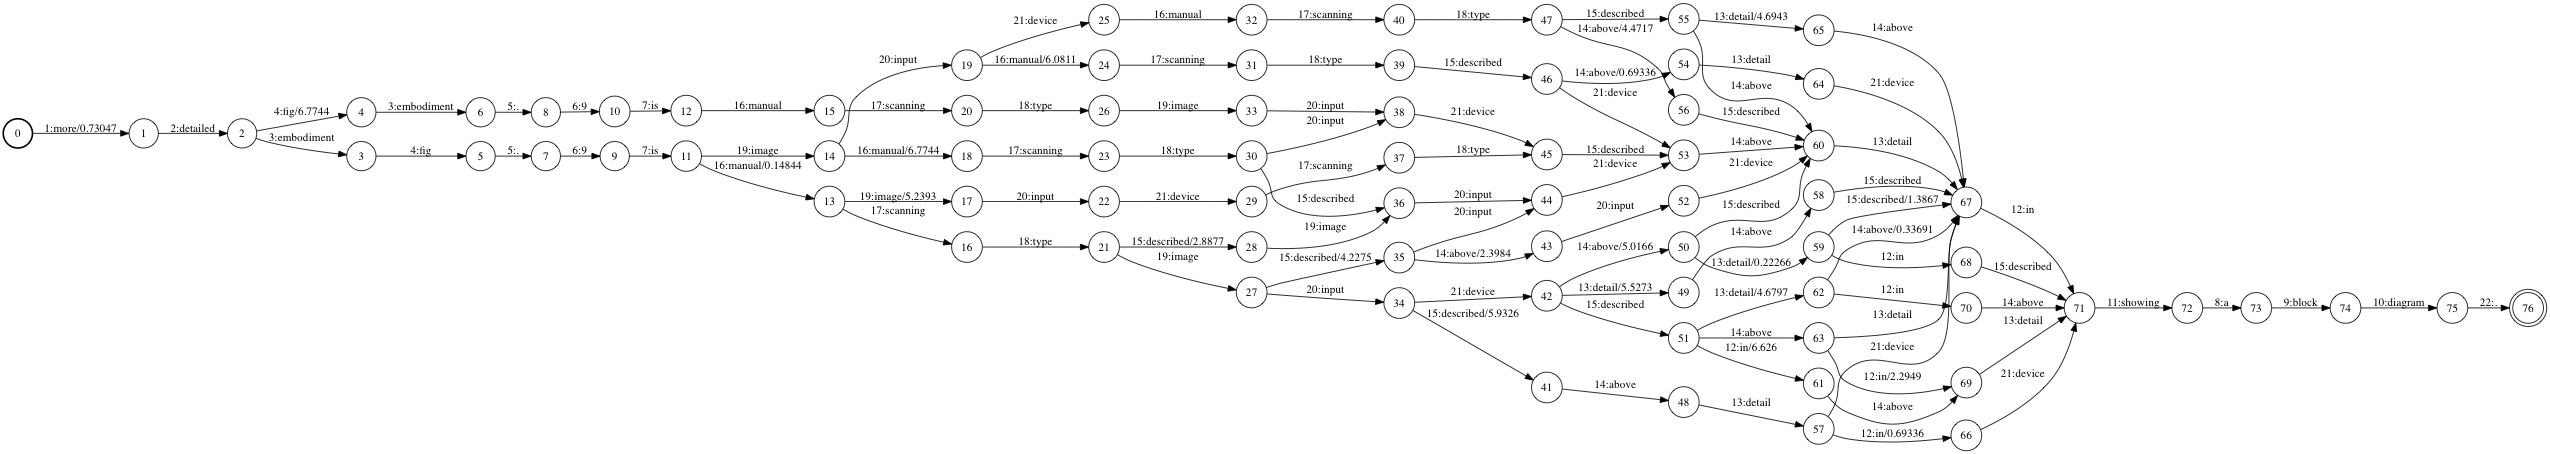 0 1:more/0.73047 1 2:detailed 2
4:fig/6.7744 4 3:embodiment 6 5:. 8 6:9 10 7:is 12 16:manual 15 17:scanning 20 18:type 26 19:image 33 20:input 38 21:device
3:embodiment 3 4:fig 5 5:. 7 6:9 9 7:is 11 19:image 14 16:manual/6.7744 18 17:scanning 23 18:type 30 20:input
16:manual/0.14844 13 19:image/5.2393 17 20:input 22 21:device 29 17:scanning 37 18:type 45 15:described 53 14:above 60 13:detail 67 12:in
20:input 19 21:device 25 16:manual 32 17:scanning 40 18:type 47 15:described 55 13:detail/4.6943 65 14:above
16:manual/6.0811 24 17:scanning 31 18:type 39 15:described 46 14:above/0.69336 54 13:detail 64 21:device
14:above/4.4717 56 15:described
14:above
21:device
17:scanning 16 18:type 21 15:described/2.8877 28 19:image 36 20:input 44 21:device
15:described
19:image 27 15:described/4.2275 35 20:input
14:above/2.3984 43 20:input 52 21:device
20:input 34 21:device 42 14:above/5.0166 50 15:described
13:detail/0.22266 59 15:described/1.3867
12:in 68 15:described
13:detail/5.5273 49 14:above 58 15:described
15:described 51 13:detail/4.6797 62 14:above/0.33691
12:in 70 14:above 71 11:showing 72 8:a 73 9:block 74 10:diagram 75 22:. 76
14:above 63 13:detail
12:in/2.2949 69 13:detail
12:in/6.626 61 14:above
15:described/5.9326 41 14:above 48 13:detail 57 21:device
12:in/0.69336 66 21:device